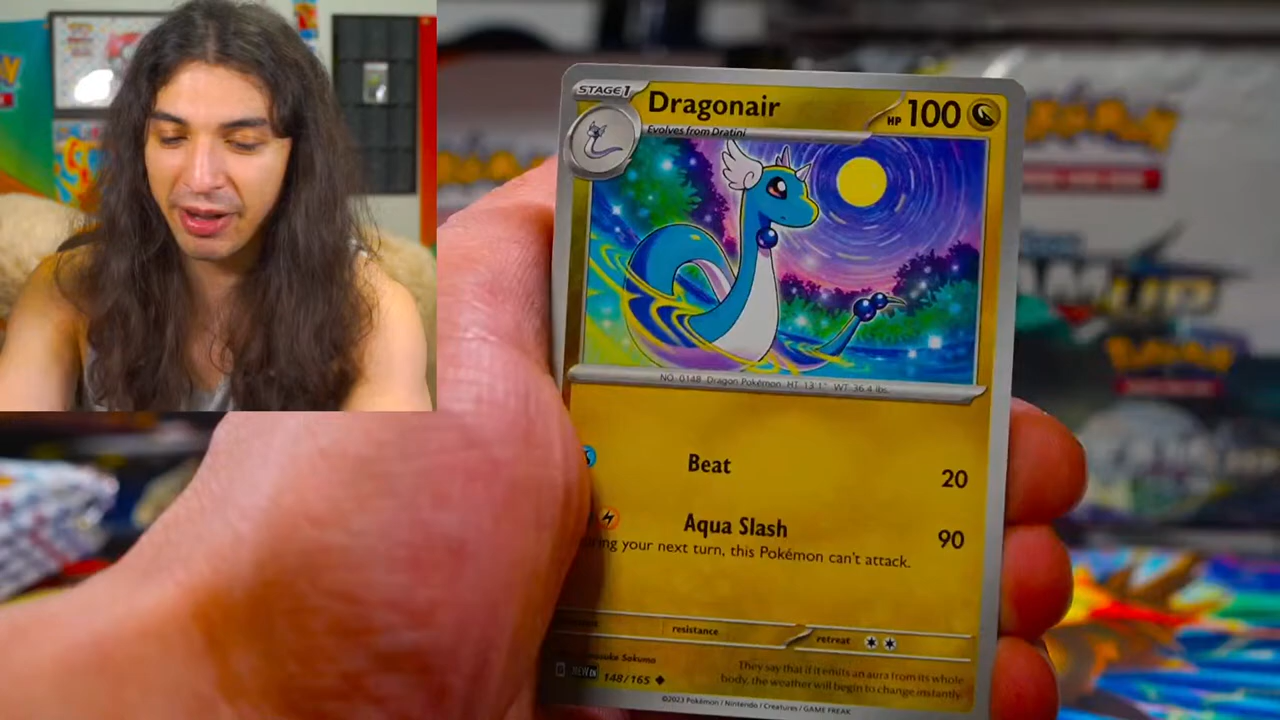 STAGE 1
Dragonair
HP 100
Evolves from Dratini
NO. 0148 Dragon Pokémon HT: 13'1" WT: 36.4 lbs.
Beat 20
Aqua Slash 90
your next turn, this Pokémon can't attack.
resistance
retreat
Sokuma
They say that if it emits an aura from its whole
body, the weather will begin to change instantly.
MEW EN 148/165
©2023 Pokémon / Nintendo / Creatures / GAME FREAK